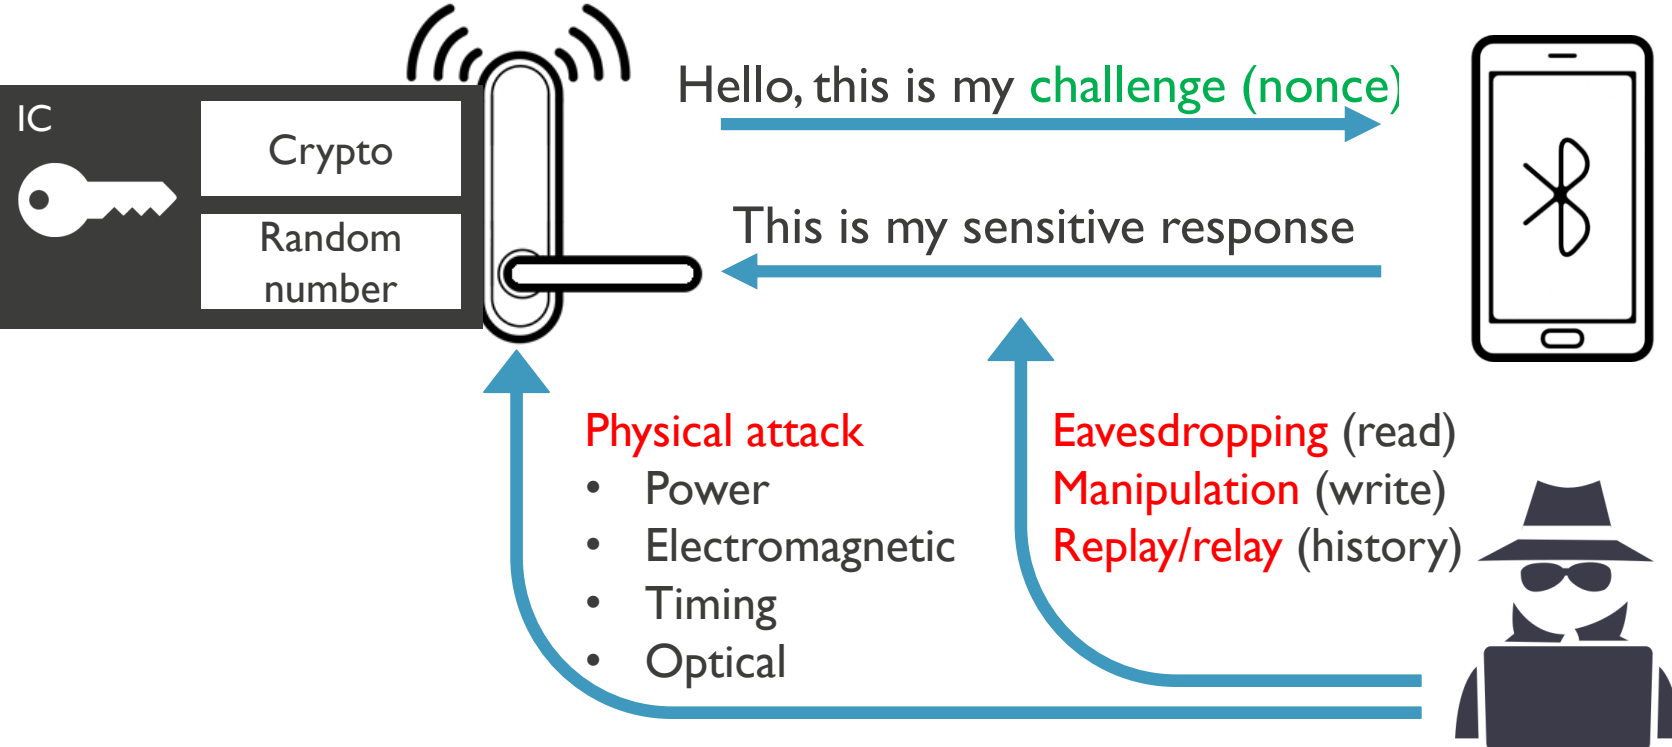 IC
Crypto
Random
number
Hello, this is my challenge (nonce)
This is my sensitive response
Physical attack
• Power
• Electromagnetic
• Timing
• Optical
Eavesdropping (read)
Manipulation (write)
Replay/relay (history)